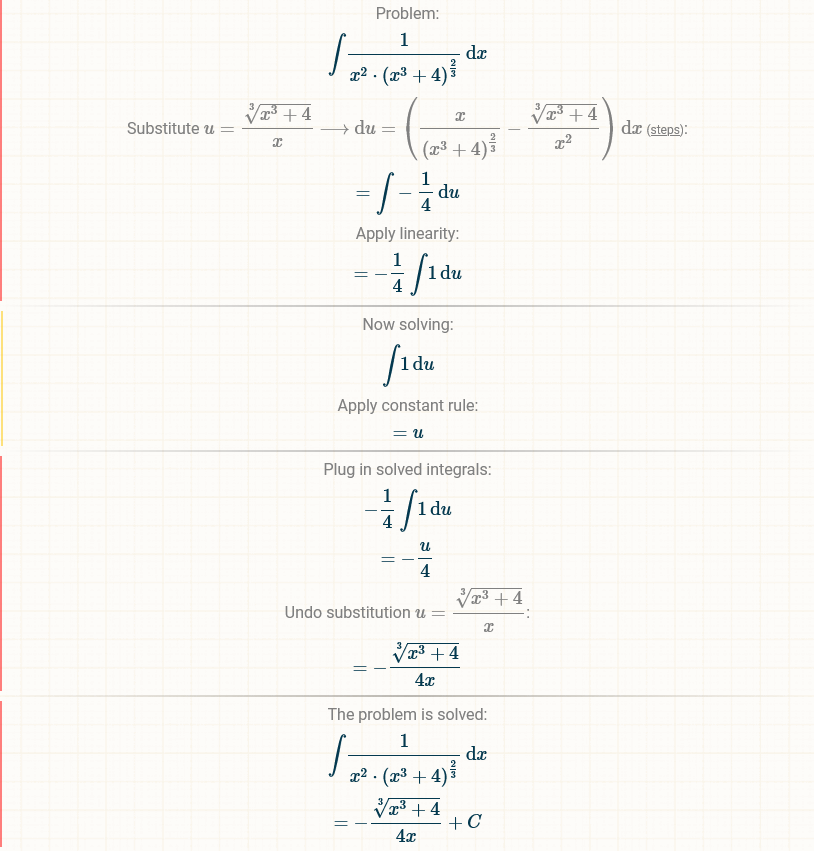 Problem:
∫ 1/(x² · (x³ + 4)^(2/3)) dx
Substitute u = ∛(x³ + 4)/x ⟶ du = (x/(x³ + 4)^(2/3) − ∛(x³ + 4)/x²) dx (steps):
= ∫ − 1/4 du
Apply linearity:
= − 1/4 ∫ 1 du
Now solving:
∫ 1 du
Apply constant rule:
= u
Plug in solved integrals:
− 1/4 ∫ 1 du
= − u/4
Undo substitution u = ∛(x³ + 4)/x:
= − ∛(x³ + 4)/4x
The problem is solved:
∫ 1/(x² · (x³ + 4)^(2/3)) dx
= − ∛(x³ + 4)/4x + C